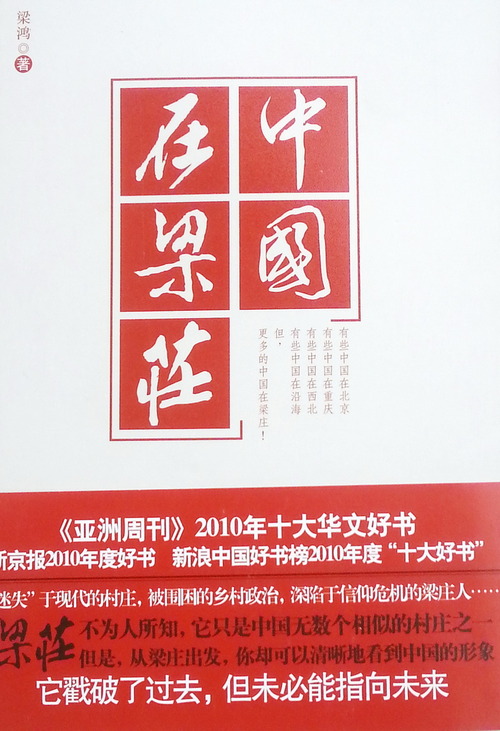 梁鸿◎著
中國
在梁莊
有些中国在北京
有些中国在重庆
有些中国在西北
有些中国在沿海
但，
更多的中国在梁庄！
《亚洲周刊》2010年十大华文好书
新京报2010年度好书 新浪中国好书榜2010年度“十大好书”
迷失”于现代的村庄，被围困的乡村政治，深陷于信仰危机的梁庄人……
梁莊
不为人所知，它只是中国无数个相似的村庄之一
但是，从梁庄出发，你却可以清晰地看到中国的形象
它戳破了过去，但未必能指向未来